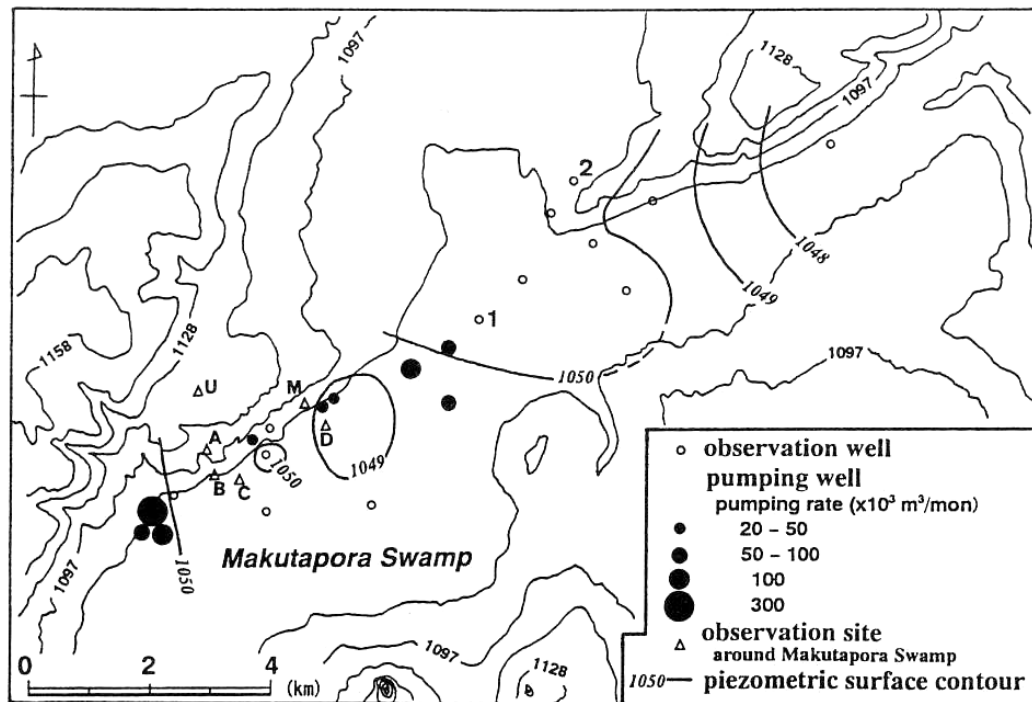 1128
1097
1097
2
1048
1049
1
1128
1158
1050
1097
U
M
A
D
1049
1050
B
C
1050
1097
Makutapora Swamp
1097
1128
0 2 4
(km)
observation well
pumping well
pumping rate (x10³ m³/mon)
20 – 50
50 – 100
100
300
observation site
around Makutapora Swamp
1050 — piezometric surface contour